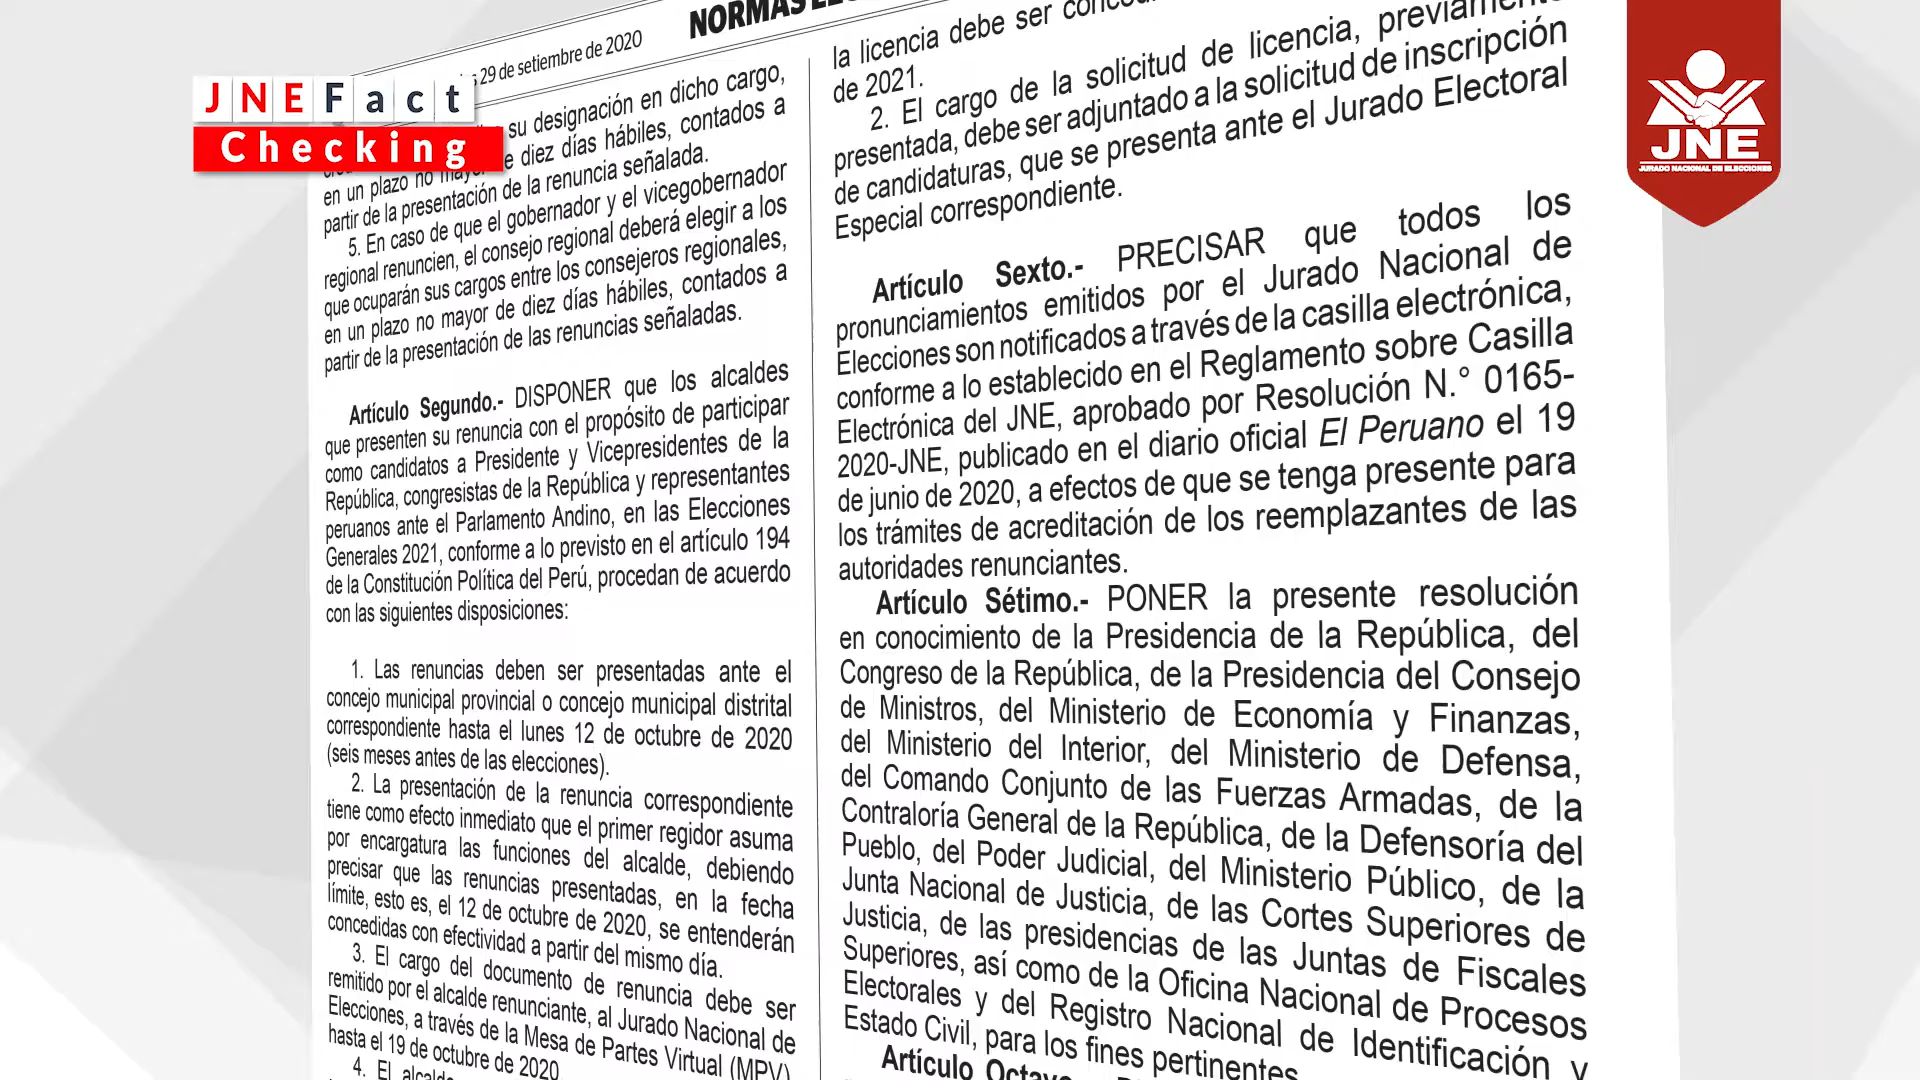 29 de setiembre de 2020
NORMAS
JNEFact
Checking
su designación en dicho cargo,
de diez días hábiles, contados a
en un plazo no
partir de la presentación de la renuncia señalada.
5. En caso de que el gobernador y el vicegobernador
regional renuncien, el consejo regional deberá elegir a los
que ocuparán sus cargos entre los consejeros regionales,
en un plazo no mayor de diez días hábiles, contados a
partir de la presentación de las renuncias señaladas.
Artículo Segundo.- DISPONER que los alcaldes
que presenten su renuncia con el propósito de participar
como candidatos a Presidente y Vicepresidentes de la
República, congresistas de la República y representantes
peruanos ante el Parlamento Andino, en las Elecciones
Generales 2021, conforme a lo previsto en el artículo 194
de la Constitución Política del Perú, procedan de acuerdo
con las siguientes disposiciones:
1. Las renuncias deben ser presentadas ante el
concejo municipal provincial o concejo municipal distrital
correspondiente hasta el lunes 12 de octubre de 2020
(seis meses antes de las elecciones).
2. La presentación de la renuncia correspondiente
tiene como efecto inmediato que el primer regidor asuma
por encargatura las funciones del alcalde, debiendo
precisar que las renuncias presentadas, en la fecha
límite, esto es, el 12 de octubre de 2020, se entenderán
concedidas con efectividad a partir del mismo día.
3. El cargo del documento de renuncia debe ser
remitido por el alcalde renunciante, al Jurado Nacional de
Elecciones, a través de la Mesa de Partes Virtual (MPV)
hasta el 19 de octubre de 2020.
4. El
la licencia debe ser
de 2021.
2. El cargo de la solicitud de licencia, previamente
presentada, debe ser adjuntado a la solicitud de inscripción
de candidaturas, que se presenta ante el Jurado Electoral
Especial correspondiente.
Artículo Sexto.- PRECISAR que todos los
pronunciamientos emitidos por el Jurado Nacional de
Elecciones son notificados a través de la casilla electrónica,
conforme a lo establecido en el Reglamento sobre Casilla
Electrónica del JNE, aprobado por Resolución N.° 0165-
2020-JNE, publicado en el diario oficial El Peruano el 19
de junio de 2020, a efectos de que se tenga presente para
los trámites de acreditación de los reemplazantes de las
autoridades renunciantes.
Artículo Sétimo.- PONER la presente resolución
en conocimiento de la Presidencia de la República, del
Congreso de la República, de la Presidencia del Consejo
de Ministros, del Ministerio de Economía y Finanzas,
del Ministerio del Interior, del Ministerio de Defensa,
del Comando Conjunto de las Fuerzas Armadas, de la
Contraloría General de la República, de la Defensoría del
Pueblo, del Poder Judicial, del Ministerio Público, de la
Junta Nacional de Justicia, de las Cortes Superiores de
Justicia, de las presidencias de las Juntas de Fiscales
Superiores, así como de la Oficina Nacional de Procesos
Electorales y del Registro Nacional de Identificación y
Estado Civil, para los fines pertinentes.
Artículo Octavo.-
JNE
JURADO NACIONAL DE ELECCIONES